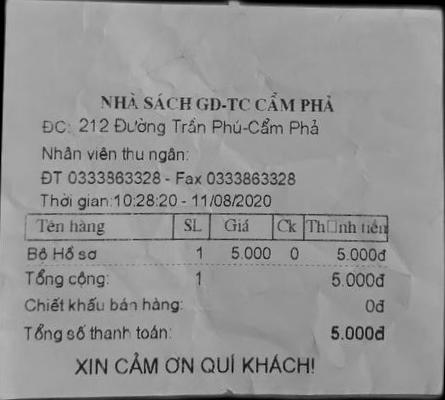 NHÀ SÁCH GD-TC CẨM PHẢ
ĐC: 212 Đường Trần Phú-Cẩm Phả
Nhân viên thu ngân:
ĐT 0333863328 - Fax 0333863328
Thời gian:10:28:20 - 11/08/2020
Tên hàng SL Giá Ck Th□nh tiền
Bộ Hồ sơ 1 5.000 0 5.000đ
Tổng cộng: 1 5.000đ
Chiết khấu bán hàng: 0đ
Tổng số thanh toán: 5.000đ
XIN CẢM ƠN QUÍ KHÁCH!